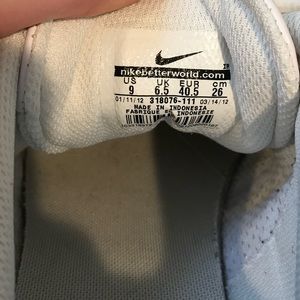 nikebetterworld.com
US UK EUR cm
9 6.5 40.5 26
01/11/12 318076-111 03/14/12
MADE IN INDONESIA
FABRIQUE EN INDONESIE